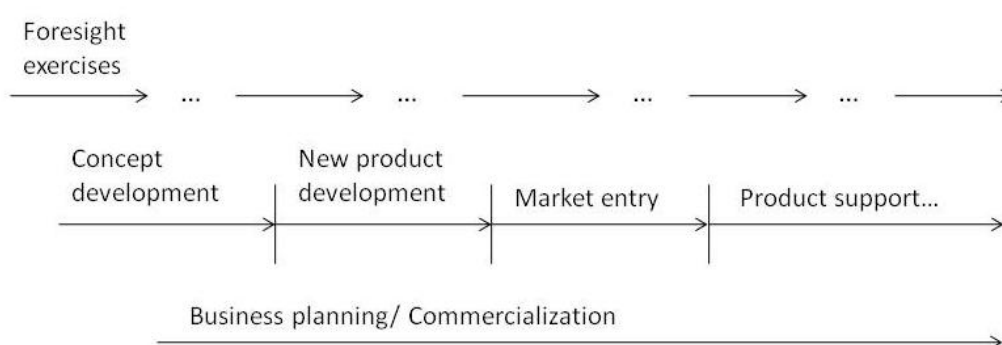 Foresight
exercises
... ... ... ...
Concept
development
New product
development
Market entry
Product support...
Business planning/ Commercialization